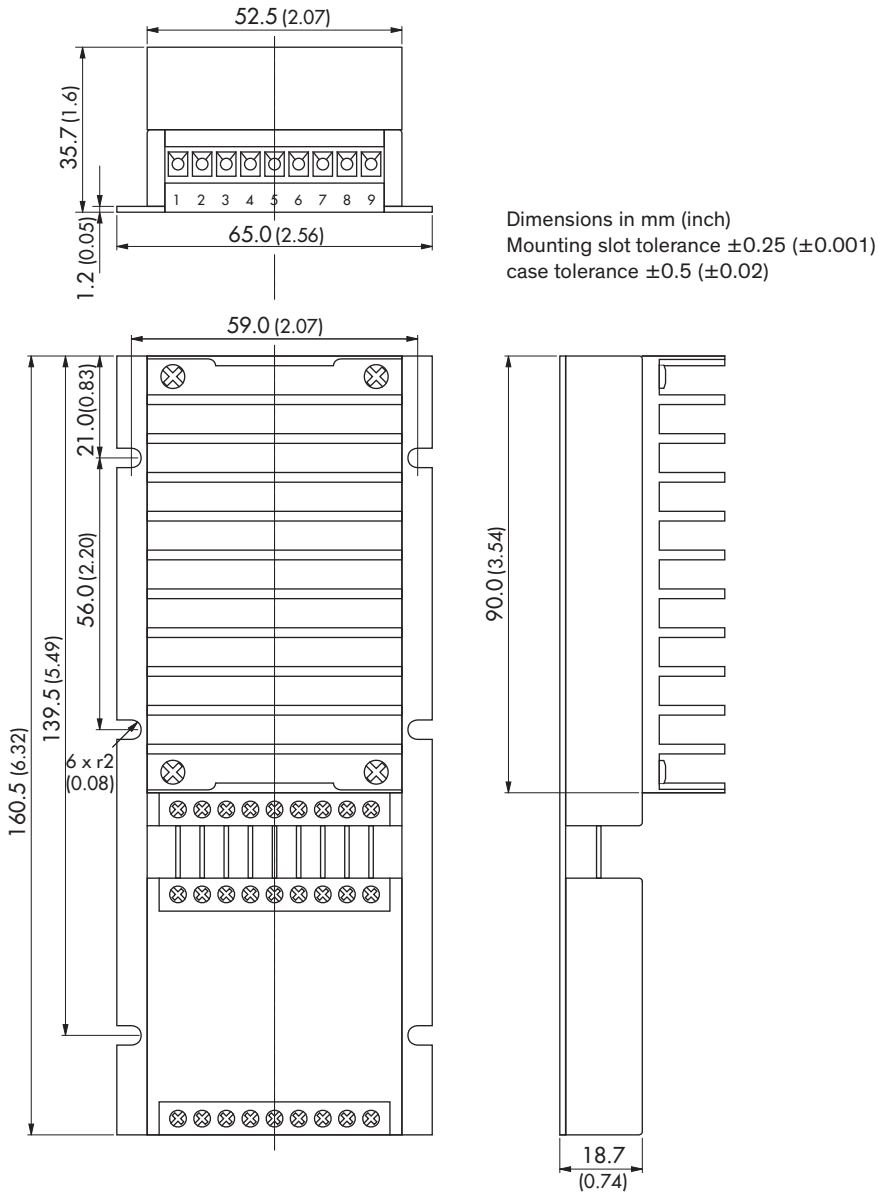 52.5 (2.07)
35.7 (1.6)
1 2 3 4 5 6 7 8 9
1.2 (0.05)
65.0 (2.56)
Dimensions in mm (inch)
Mounting slot tolerance ±0.25 (±0.001)
case tolerance ±0.5 (±0.02)
59.0 (2.07)
21.0(0.83)
56.0 (2.20)
139.5 (5.49)
160.5 (6.32)
6 x r2
(0.08)
90.0 (3.54)
18.7
(0.74)